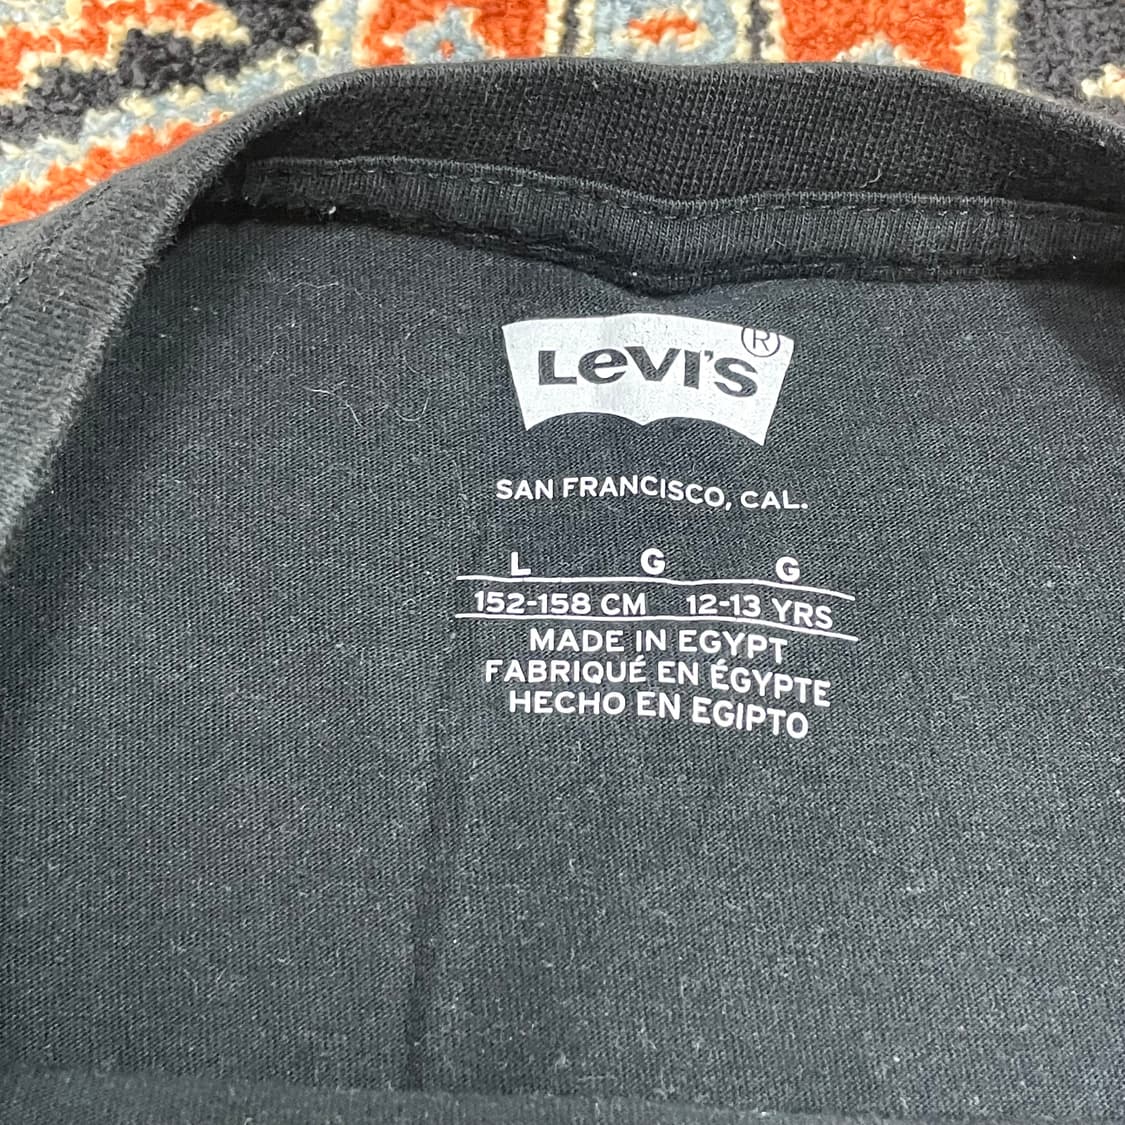 LEVI'S®
SAN FRANCISCO, CAL.
L G G
152-158 CM 12-13 YRS
MADE IN EGYPT
FABRIQUÉ EN ÉGYPTE
HECHO EN EGIPTO